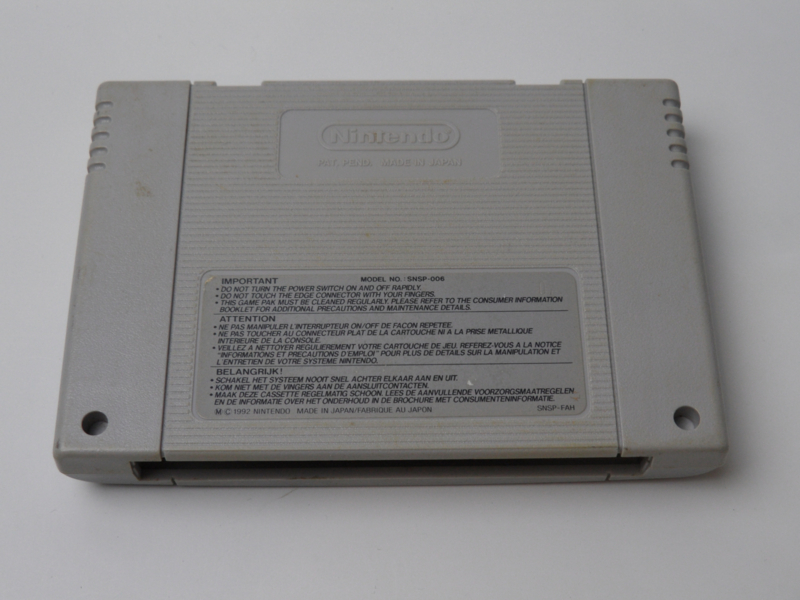 Nintendo
PAT. PEND. MADE IN JAPAN
IMPORTANT MODEL NO. : SNSP-006
• DO NOT TURN THE POWER SWITCH ON AND OFF RAPIDLY.
• DO NOT TOUCH THE EDGE CONNECTOR WITH YOUR FINGERS.
• THIS GAME PAK MUST BE CLEANED REGULARLY. PLEASE REFER TO THE CONSUMER INFORMATION
BOOKLET FOR ADDITIONAL PRECAUTIONS AND MAINTENANCE DETAILS.
ATTENTION
• NE PAS MANIPULER L'INTERRUPTEUR ON/OFF DE FACON REPETEE.
• NE PAS TOUCHER AU CONNECTEUR PLAT DE LA CARTOUCHE NI A LA PRISE METALLIQUE
INTERIEURE DE LA CONSOLE.
• VEILLEZ A NETTOYER REGULIEREMENT VOTRE CARTOUCHE DE JEU. REFEREZ-VOUS A LA NOTICE
"INFORMATIONS ET PRECAUTIONS D'EMPLOI" POUR PLUS DE DETAILS SUR LA MANIPULATION ET
L'ENTRETIEN DE VOTRE SYSTEME NINTENDO.
BELANGRIJK!
• SCHAKEL HET SYSTEEM NOOIT SNEL ACHTER ELKAAR AAN EN UIT.
• KOM NIET MET DE VINGERS AAN DE AANSLUITCONTACTEN.
• MAAK DEZE CASSETTE REGELMATIG SCHOON. LEES DE AANVULLENDE VOORZORGSMAATREGELEN
EN DE INFORMATIE OVER HET ONDERHOUD IN DE BROCHURE MET CONSUMENTENINFORMATIE.
M/C 1992 NINTENDO MADE IN JAPAN/FABRIQUE AU JAPON SNSP-FAH